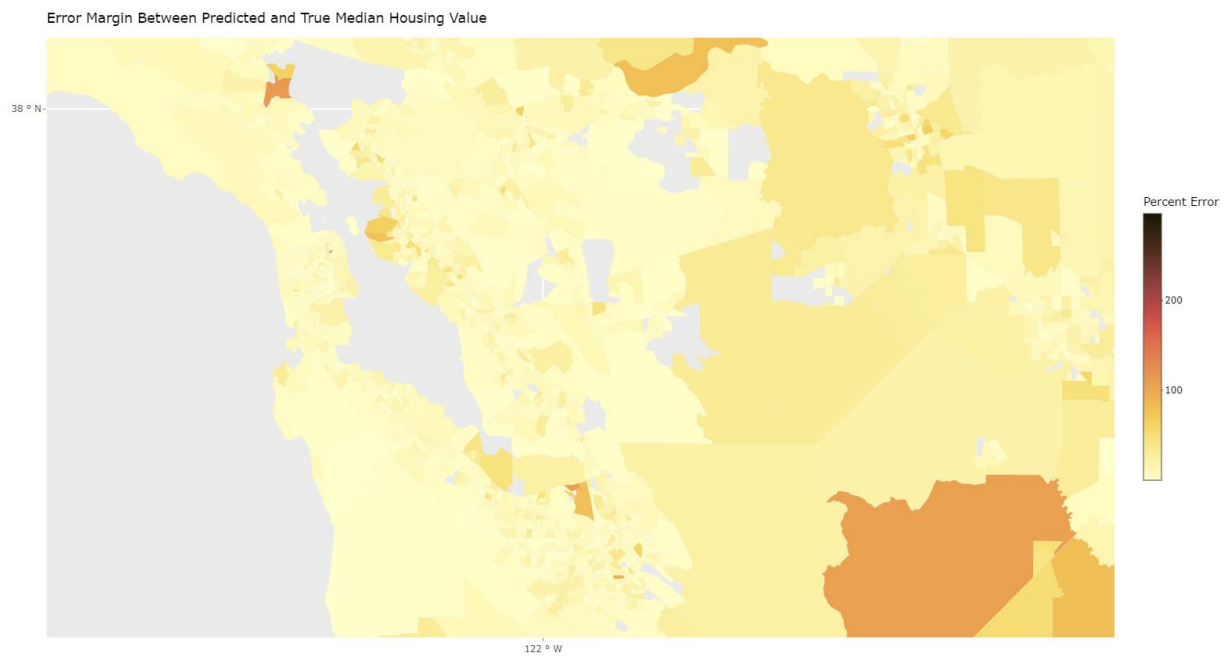 Error Margin Between Predicted and True Median Housing Value
38 ° N
Percent Error
200
100
122 ° W